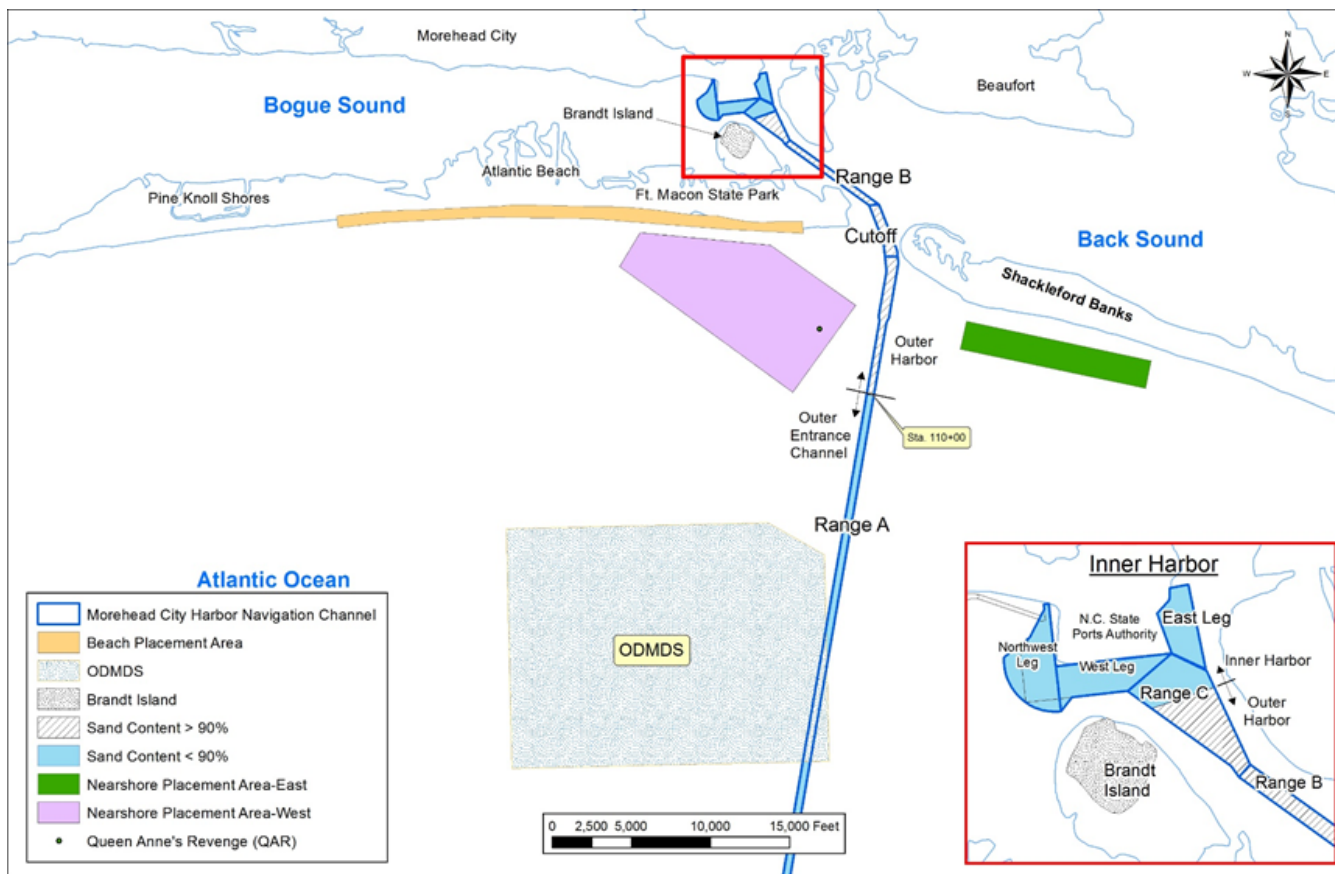 Morehead City
N
W
E
S
Beaufort
Bogue Sound
Brandt Island
Atlantic Beach
Range B
Pine Knoll Shores
Ft. Macon State Park
Cutoff
Back Sound
Shackleford Banks
Outer
Harbor
Outer
Entrance
Channel
Sta. 110+00
Range A
Atlantic Ocean
Morehead City Harbor Navigation Channel
Beach Placement Area
ODMDS
Brandt Island
Sand Content > 90%
Sand Content < 90%
Nearshore Placement Area-East
Nearshore Placement Area-West
Queen Anne's Revenge (QAR)
ODMDS
0 2,500 5,000 10,000 15,000 Feet
Inner Harbor
N.C. State
Ports Authority
East Leg
Northwest
Leg
West Leg
Inner Harbor
Range C
Outer
Harbor
Brandt
Island
Range B